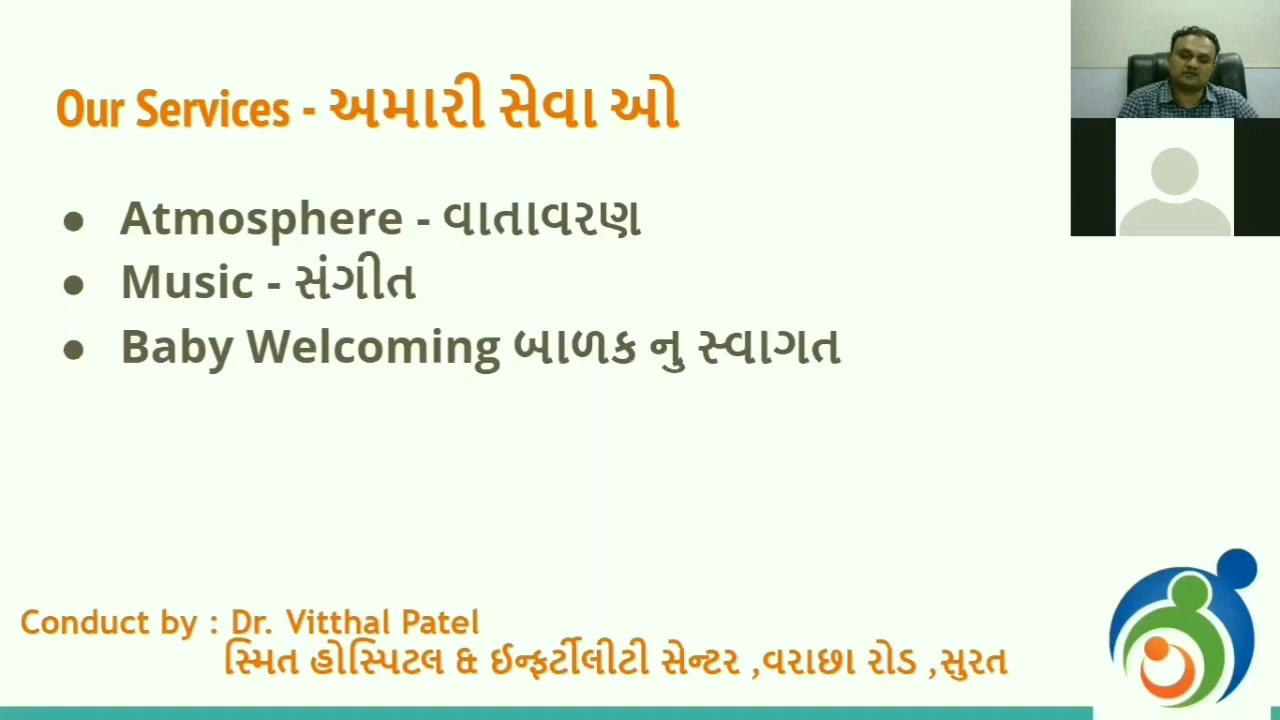 Our Services - અમારી સેવા ઓ
● Atmosphere - વાતાવરણ
● Music - સંગીત
● Baby Welcoming બાળક નુ સ્વાગત
Conduct by : Dr. Vitthal Patel
સ્મિત હોસ્પિટલ & ઈન્ફર્ટીલીટી સેન્ટર ,વરાછા રોડ ,સુરત